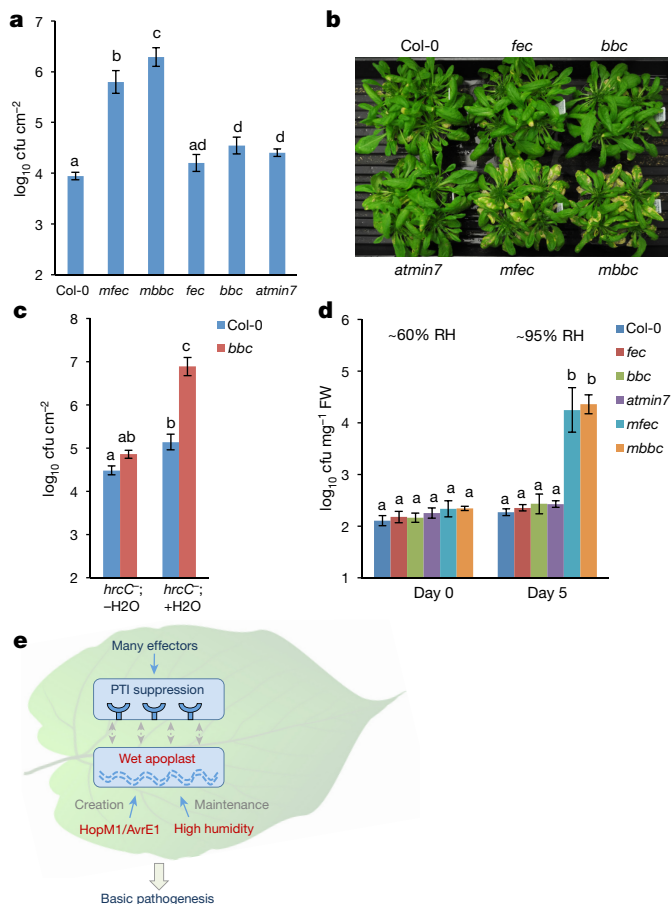 a
7
6
5
4
3
2
log10 cfu cm−2
a
b
c
ad
d
d
Col-0 mfec mbbc fec bbc atmin7
b
Col-0 fec bbc
atmin7 mfec mbbc
c
Col-0
bbc
8
7
6
5
4
3
2
log10 cfu cm−2
a ab b c
hrcC–; hrcC–;
–H2O +H2O
d
~60% RH ~95% RH
Col-0
fec
bbc
atmin7
mfec
mbbc
6
5
4
3
2
1
log10 cfu mg−1 FW
a a a a a a a a a a b b
Day 0 Day 5
e
Many effectors
PTI suppression
Wet apoplast
Creation Maintenance
HopM1/AvrE1 High humidity
Basic pathogenesis